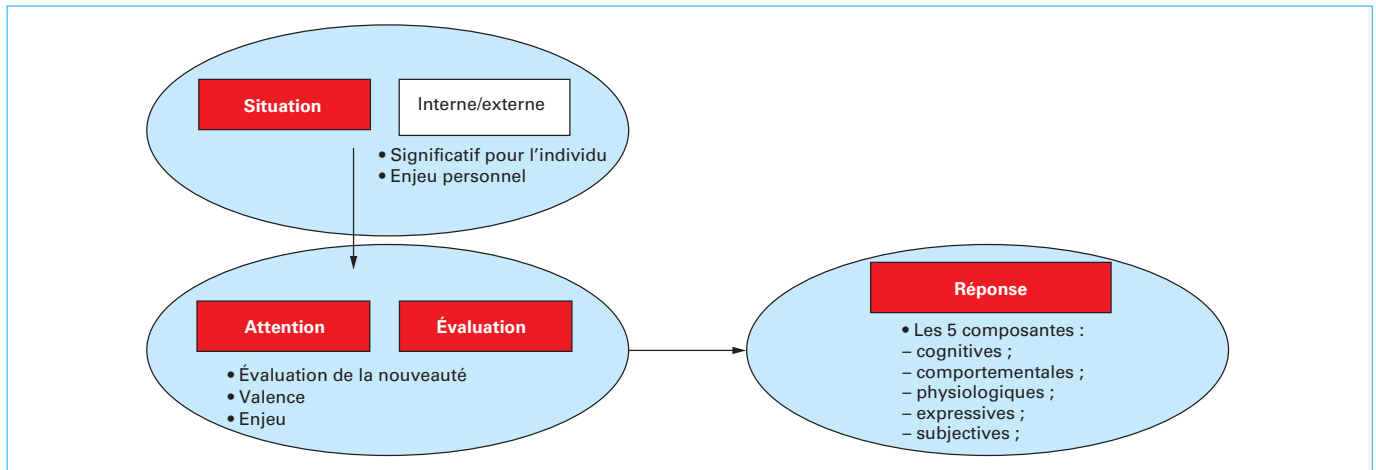 Situation
Interne/externe
• Significatif pour l'individu
• Enjeu personnel
Attention
Évaluation
• Évaluation de la nouveauté
• Valence
• Enjeu
Réponse
• Les 5 composantes :
– cognitives ;
– comportementales ;
– physiologiques ;
– expressives ;
– subjectives ;